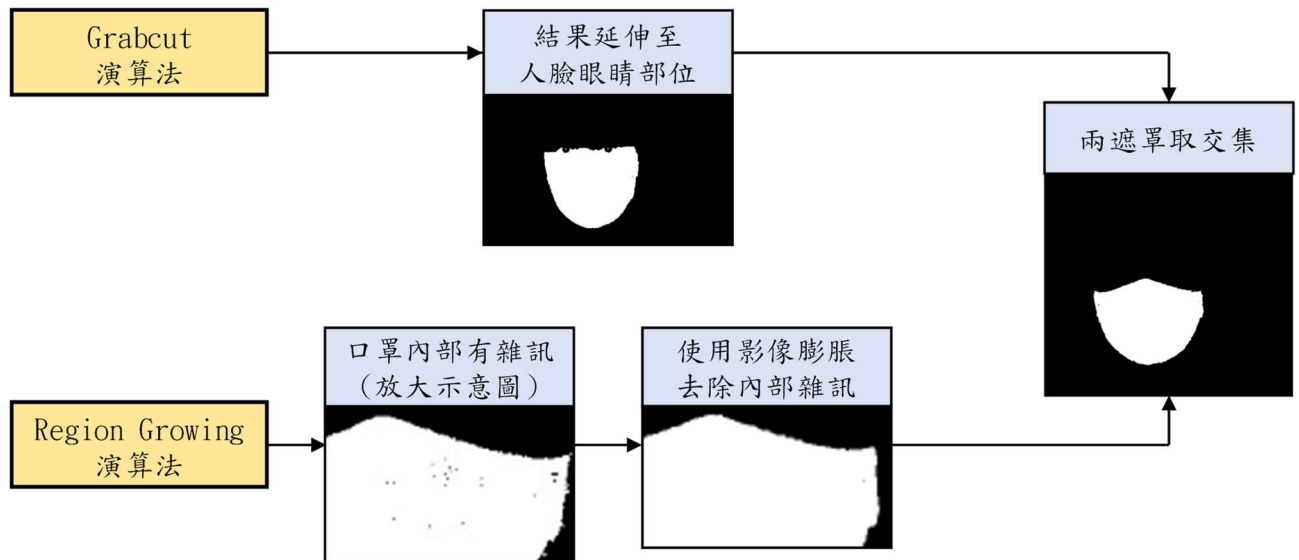 Grabcut
演算法
結果延伸至
人臉眼睛部位
兩遮罩取交集
口罩內部有雜訊
(放大示意圖)
使用影像膨脹
去除內部雜訊
Region Growing
演算法